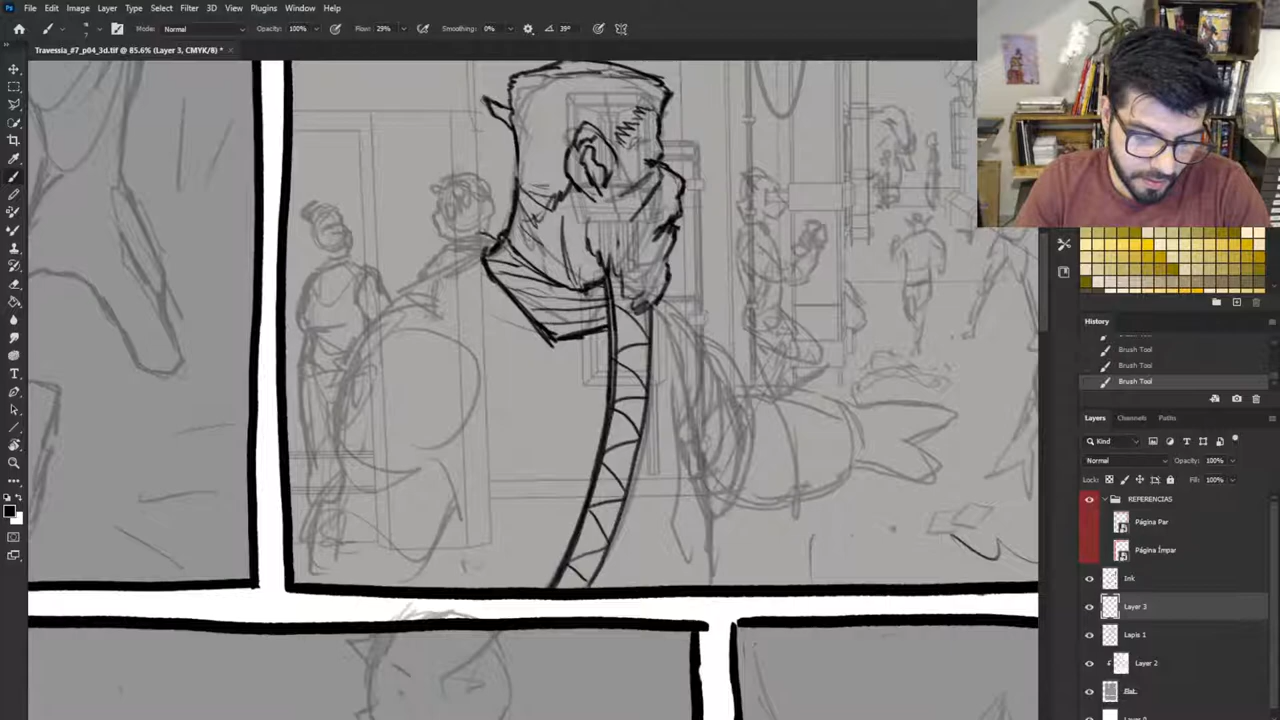 Ps File Edit Image Layer Type Select Filter 3D View Plugins Window Help
Mode: Normal Opacity: 100% Flow: 29% Smoothing: 0% 39°
Travessia_#7_p04_3d.tif @ 85.6% (Layer 3, CMYK/8) *
History
Brush Tool
Brush Tool
Brush Tool
Layers Channels Paths
Kind
Normal Opacity: 100%
Lock: Fill: 100%
REFERENCIAS
Página Par
Página Ímpar
Ink
Layer 3
Lapis 1
Layer 2